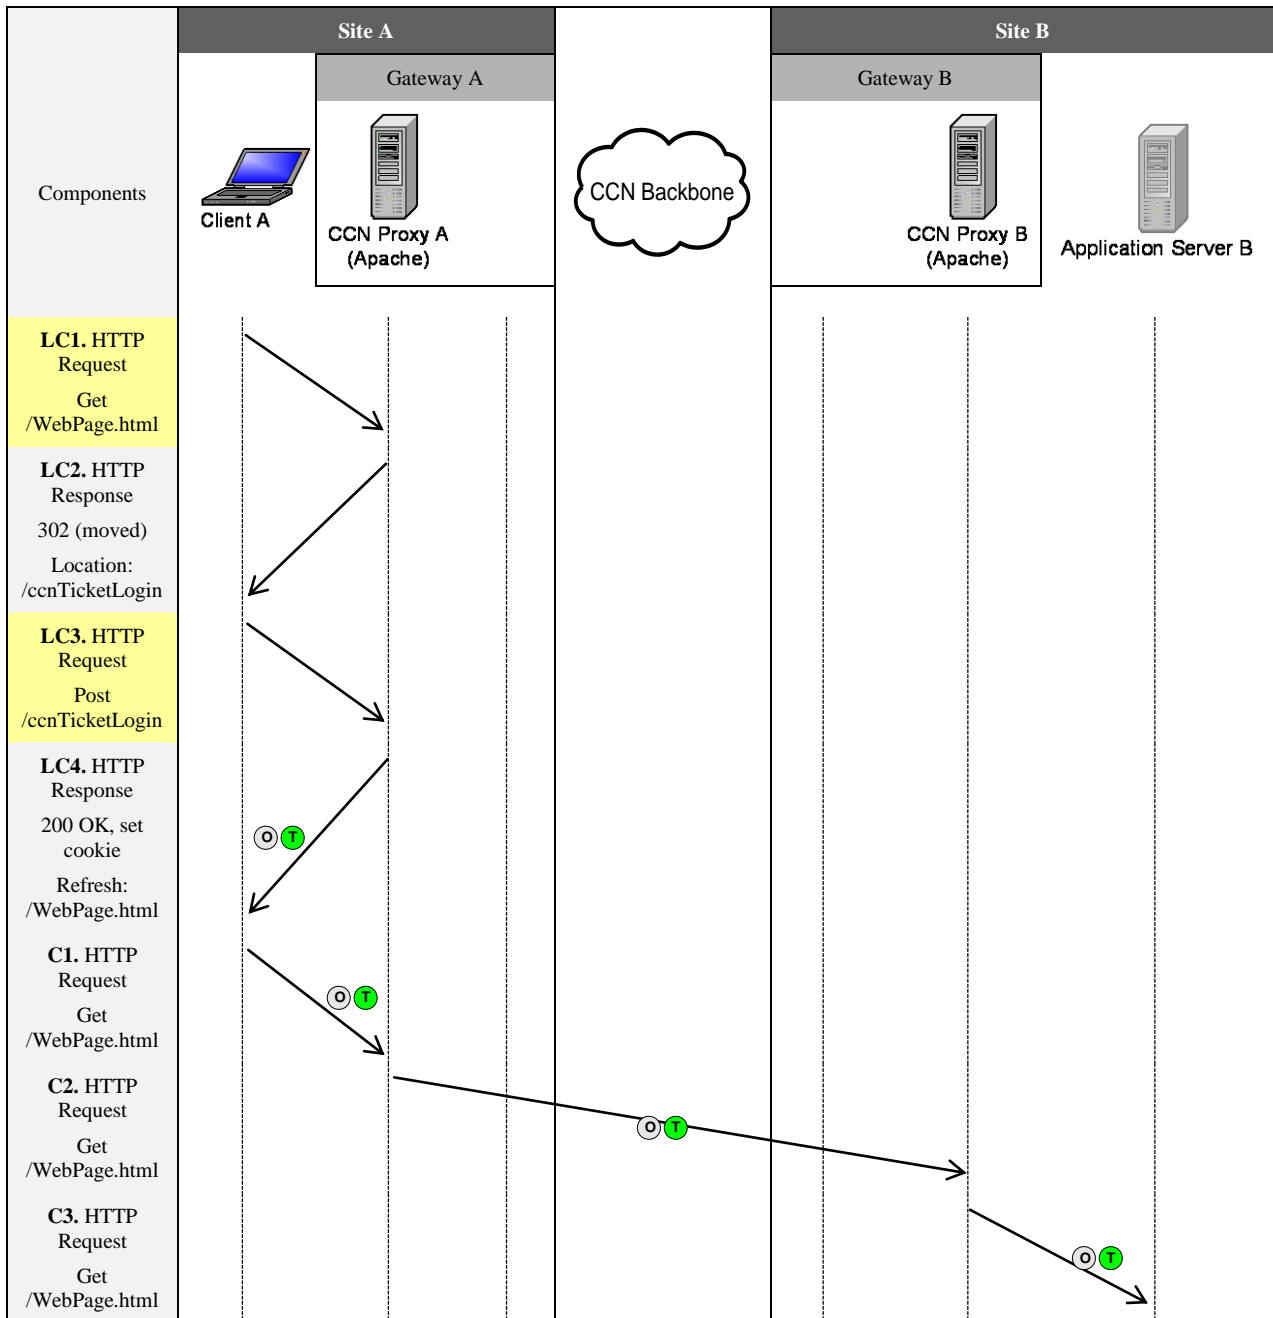 Site A
Site B
Gateway A
Gateway B
Components
Client A
CCN Proxy A
(Apache)
CCN Backbone
CCN Proxy B
(Apache)
Application Server B
LC1. HTTP
Request
Get
/WebPage.html
LC2. HTTP
Response
302 (moved)
Location:
/ccnTicketLogin
LC3. HTTP
Request
Post
/ccnTicketLogin
LC4. HTTP
Response
200 OK, set
cookie
Refresh:
/WebPage.html
O T
C1. HTTP
Request
Get
/WebPage.html
O T
C2. HTTP
Request
Get
/WebPage.html
O T
C3. HTTP
Request
Get
/WebPage.html
O T